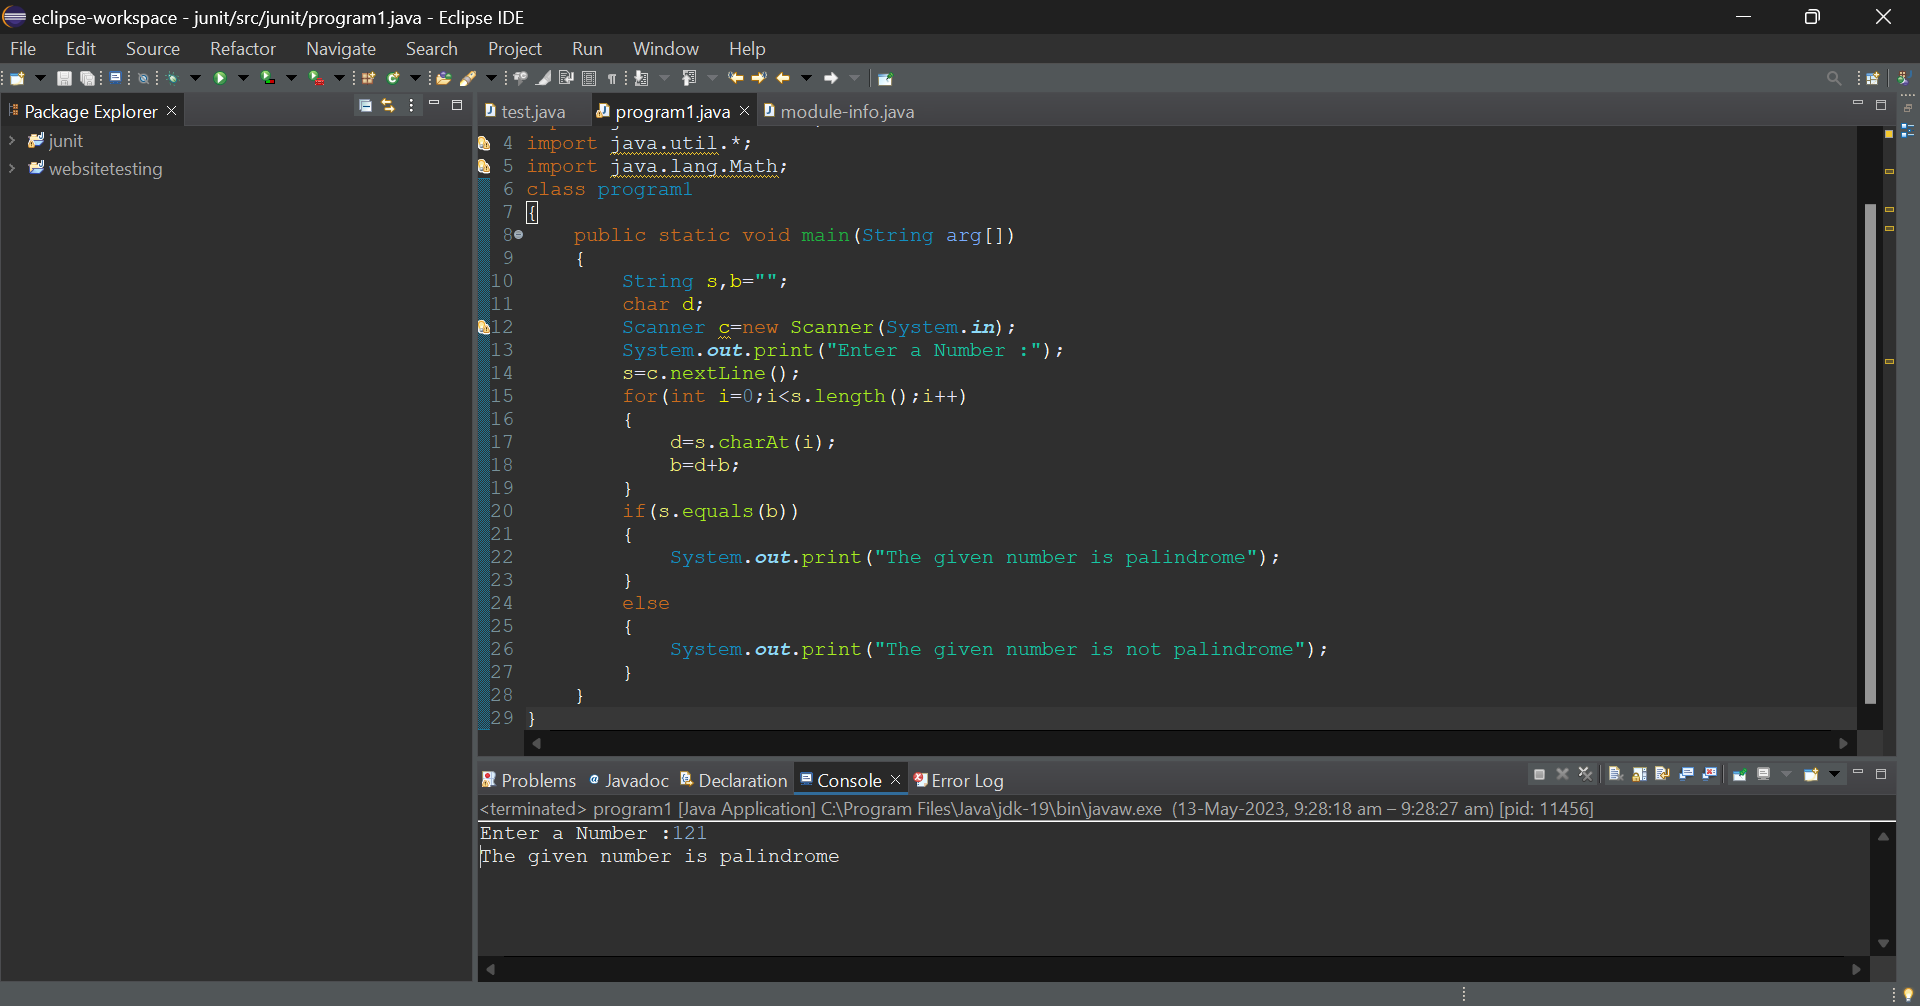 eclipse-workspace - junit/src/junit/program1.java - Eclipse IDE
File Edit Source Refactor Navigate Search Project Run Window Help
Package Explorer
test.java program1.java module-info.java
junit
websitetesting
4 import java.util.*;
5 import java.lang.Math;
6 class program1
7 {
8 public static void main(String arg[])
9 {
10 String s,b="";
11 char d;
12 Scanner c=new Scanner(System.in);
13 System.out.print("Enter a Number :");
14 s=c.nextLine();
15 for(int i=0;i<s.length();i++)
16 {
17 d=s.charAt(i);
18 b=d+b;
19 }
20 if(s.equals(b))
21 {
22 System.out.print("The given number is palindrome");
23 }
24 else
25 {
26 System.out.print("The given number is not palindrome");
27 }
28 }
29 }
Problems Javadoc Declaration Console Error Log
<terminated> program1 [Java Application] C:\Program Files\Java\jdk-19\bin\javaw.exe (13-May-2023, 9:28:18 am – 9:28:27 am) [pid: 11456]
Enter a Number :121
The given number is palindrome